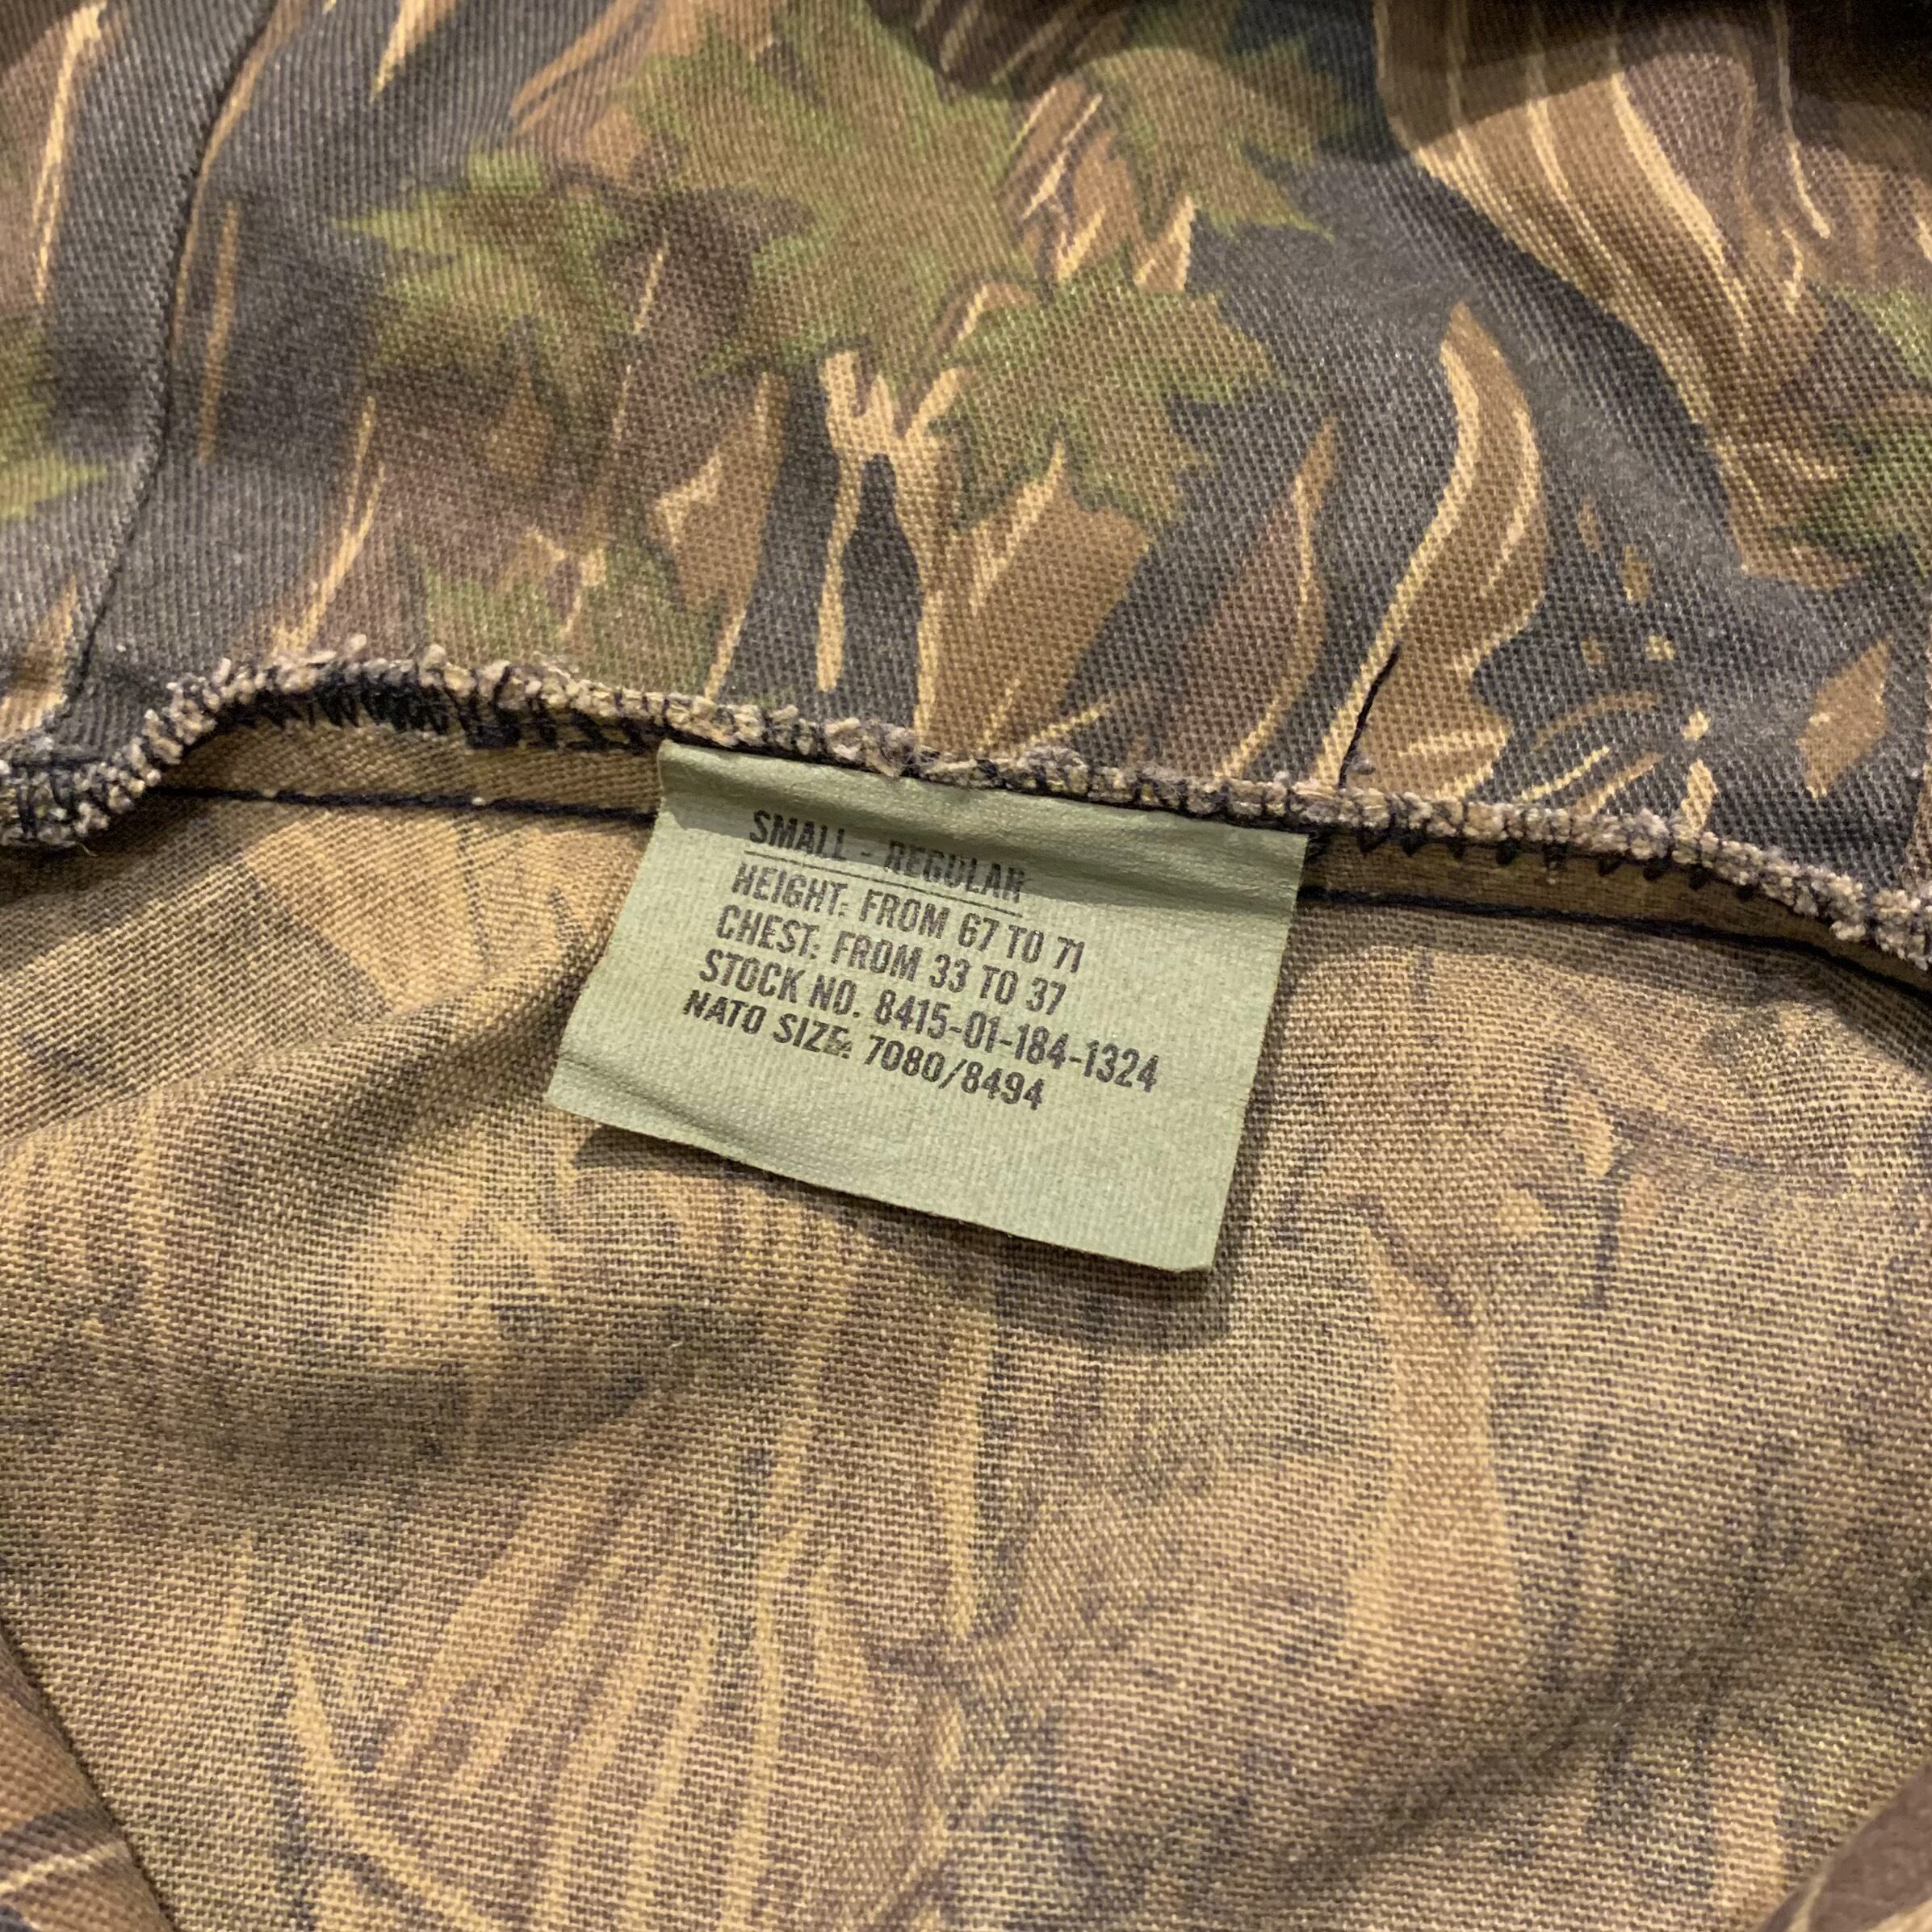 SMALL - REGULAR
HEIGHT: FROM 67 TO 71
CHEST: FROM 33 TO 37
STOCK NO. 8415-01-184-1324
NATO SIZE: 7080/8494